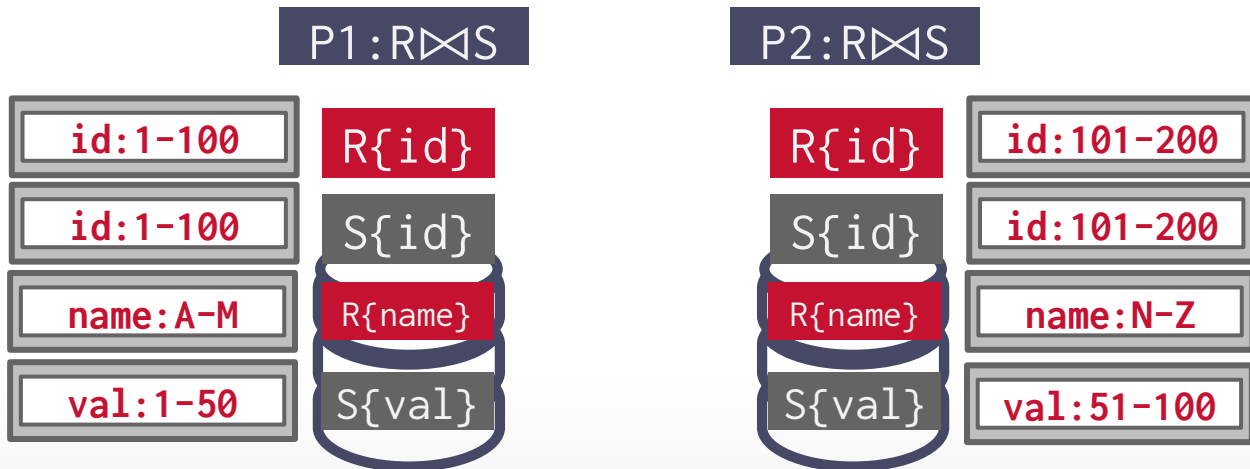 P1:R⨝S
P2:R⨝S
id:1-100
R{id}
R{id}
id:101-200
id:1-100
S{id}
S{id}
id:101-200
name:A-M
R{name}
R{name}
name:N-Z
val:1-50
S{val}
S{val}
val:51-100